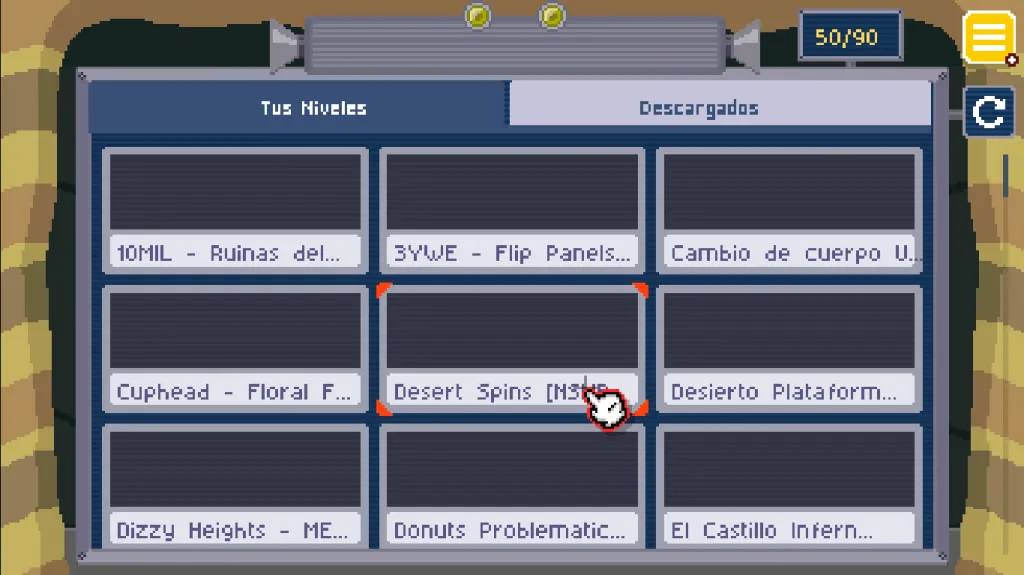 50/90
Tus Niveles
Descargados
10MIL - Ruinas del...
3YWE - Flip Panels...
Cambio de cuerpo U...
Cuphead - Floral F...
Desert Spins
Desierto Plataform...
Dizzy Heights - ME...
Donuts Problematic...
El Castillo Infern...